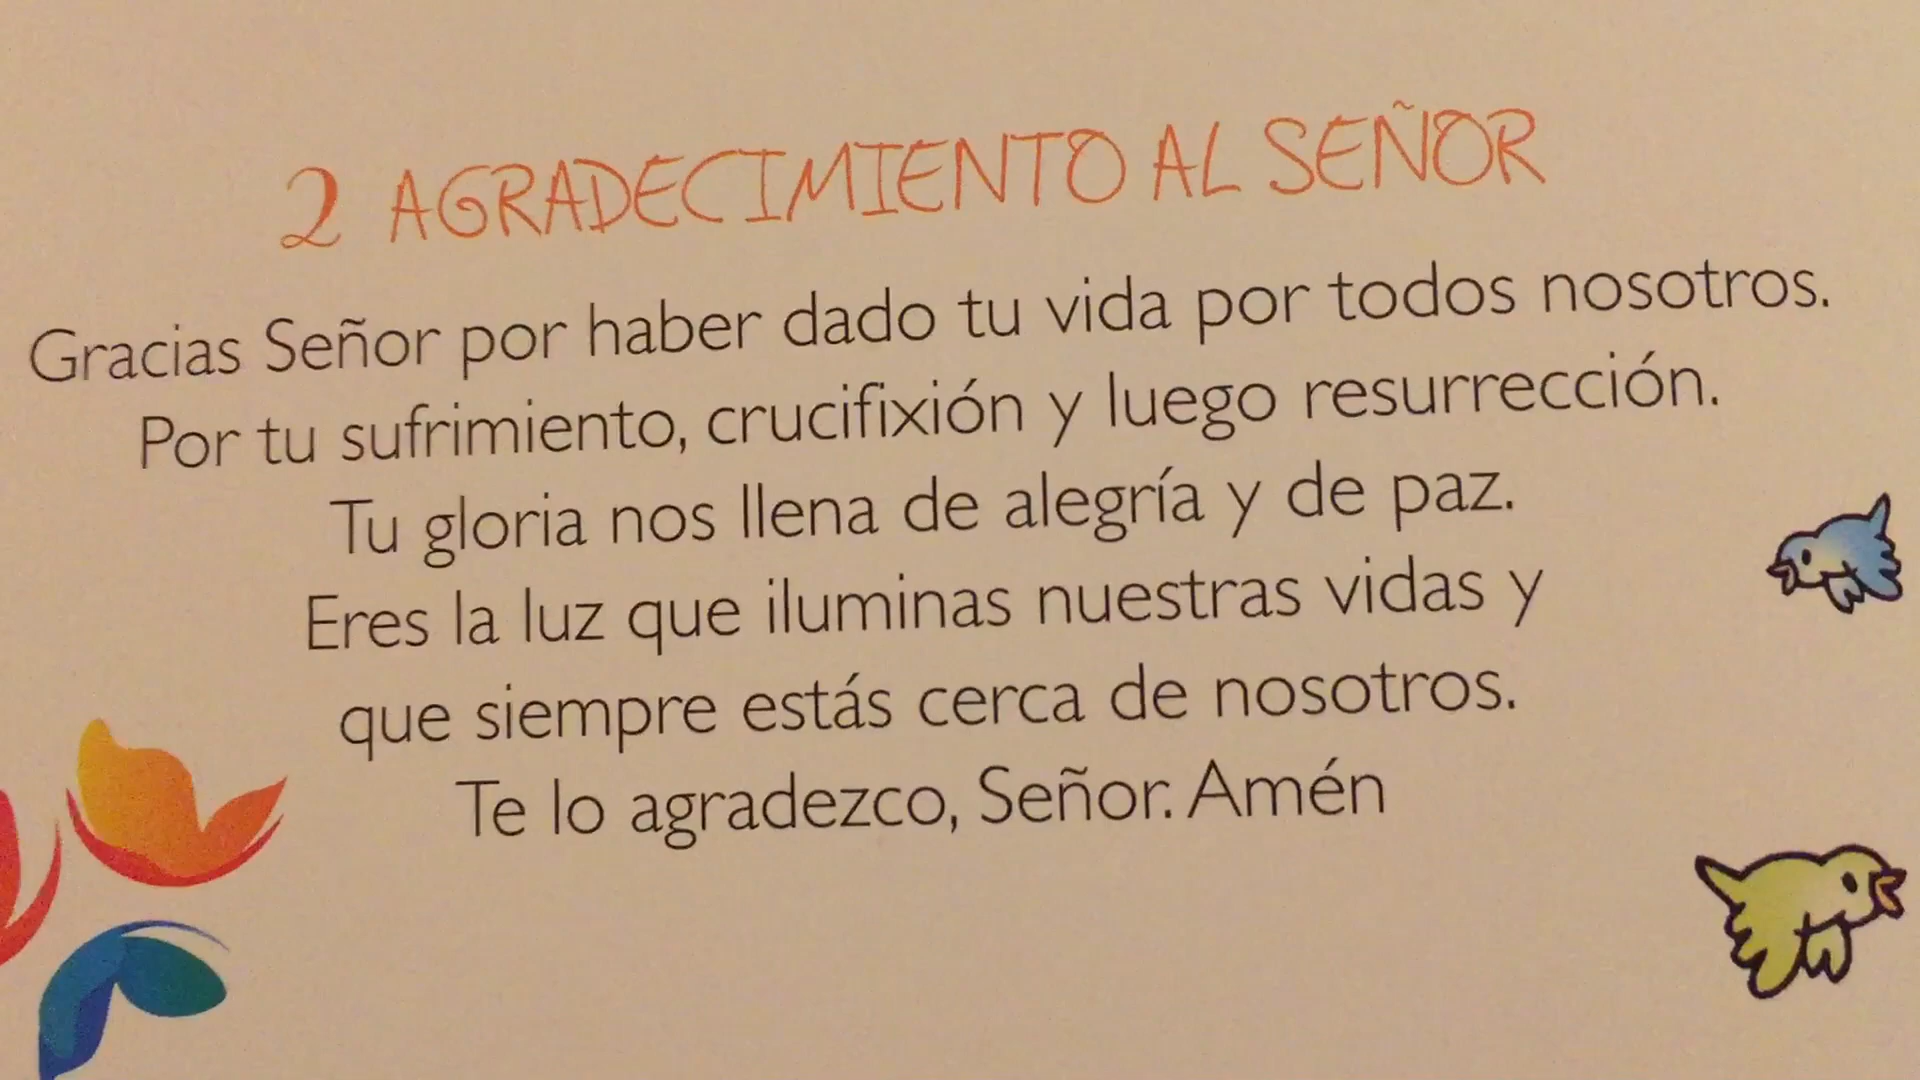 2 AGRADECIMIENTO AL SEÑOR
Gracias Señor por haber dado tu vida por todos nosotros.
Por tu sufrimiento, crucifixión y luego resurrección.
Tu gloria nos llena de alegría y de paz.
Eres la luz que iluminas nuestras vidas y
que siempre estás cerca de nosotros.
Te lo agradezco, Señor. Amén